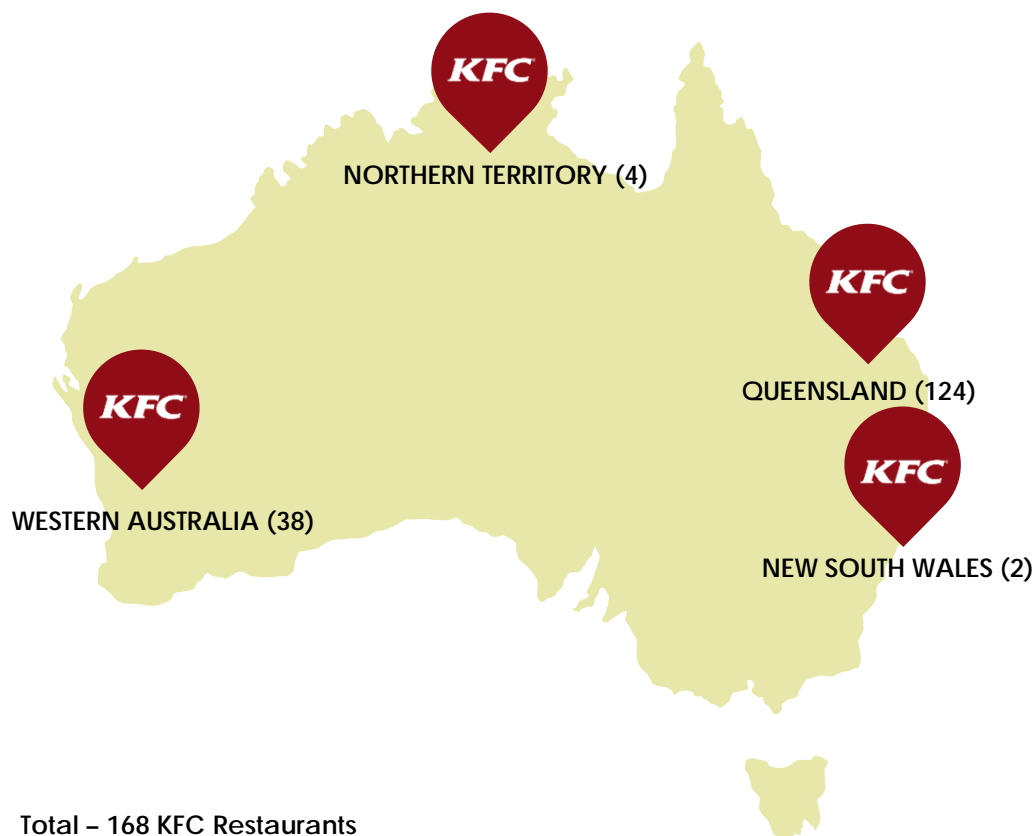 KFC
NORTHERN TERRITORY (4)
KFC
QUEENSLAND (124)
KFC
WESTERN AUSTRALIA (38)
KFC
NEW SOUTH WALES (2)
Total – 168 KFC Restaurants